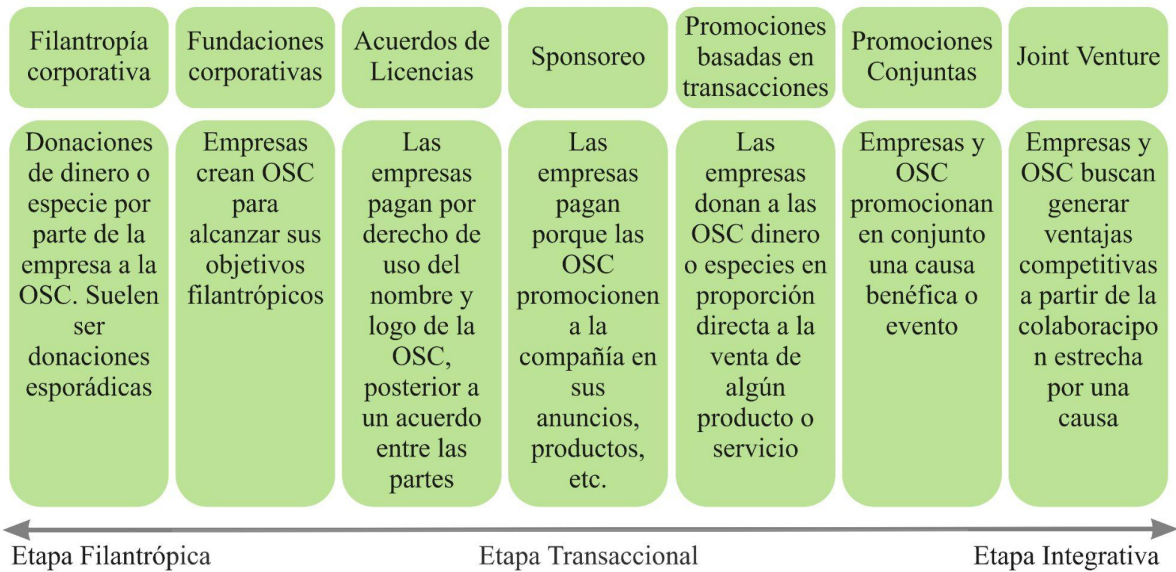 Filantropía
corporativa
Fundaciones
corporativas
Acuerdos de
Licencias
Sponsoreo
Promociones
basadas en
transacciones
Promociones
Conjuntas
Joint Venture
Donaciones
de dinero o
especie por
parte de la
empresa a la
OSC. Suelen
ser
donaciones
esporádicas
Empresas
crean OSC
para
alcanzar sus
objetivos
filantrópicos
Las
empresas
pagan por
derecho de
uso del
nombre y
logo de la
OSC,
posterior a
un acuerdo
entre las
partes
Las
empresas
pagan
porque las
OSC
promocionen
a la
compañía en
sus
anuncios,
productos,
etc.
Las
empresas
donan a las
OSC dinero
o especies en
proporción
directa a la
venta de
algún
producto o
servicio
Empresas y
OSC
promocionan
en conjunto
una causa
benéfica o
evento
Empresas y
OSC buscan
generar
ventajas
competitivas
a partir de la
colaboracipo
n estrecha
por una
causa
Etapa Filantrópica
Etapa Transaccional
Etapa Integrativa